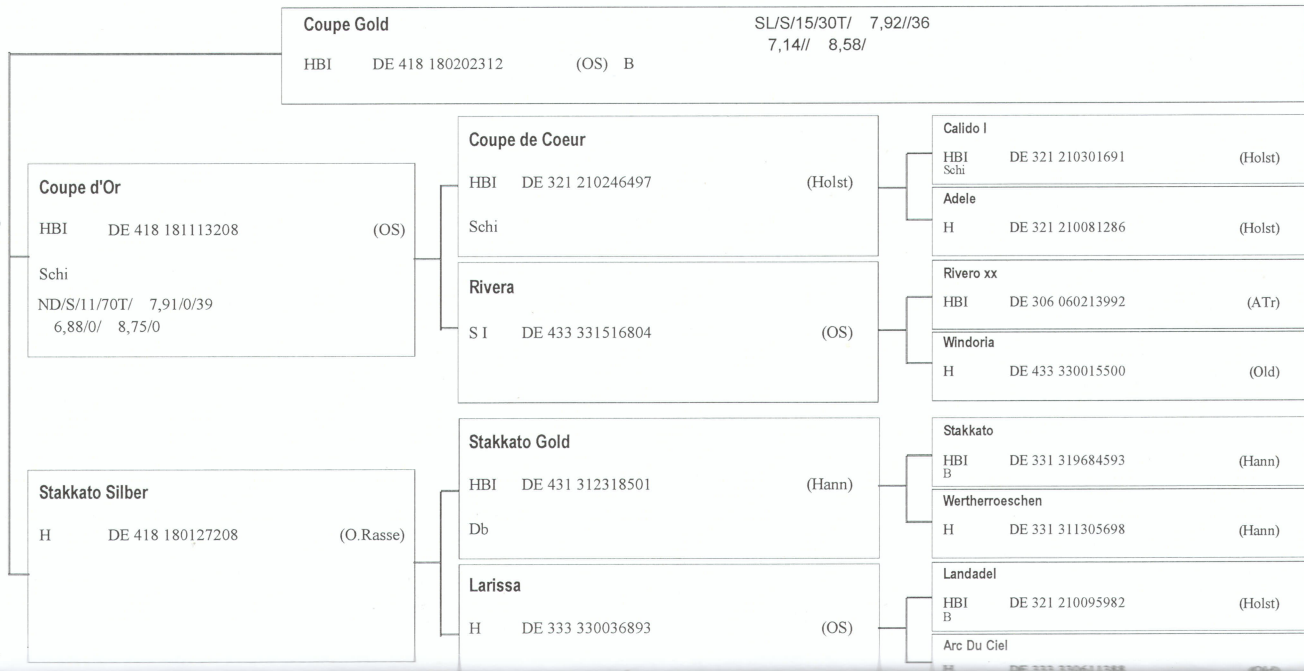 Coupe Gold
SL/S/15/30T/ 7,92//36
7,14// 8,58/
HBI DE 418 180202312 (OS) B
Coupe d'Or
HBI DE 418 181113208 (OS)
Schi
ND/S/11/70T/ 7,91/0/39
6,88/0/ 8,75/0
Stakkato Silber
H DE 418 180127208 (O.Rasse)
Coupe de Coeur
HBI DE 321 210246497 (Holst)
Schi
Rivera
S I DE 433 331516804 (OS)
Stakkato Gold
HBI DE 431 312318501 (Hann)
Db
Larissa
H DE 333 330036893 (OS)
Calido I
HBI DE 321 210301691 (Holst)
Schi
Adele
H DE 321 210081286 (Holst)
Rivero xx
HBI DE 306 060213992 (ATr)
Windoria
H DE 433 330015500 (Old)
Stakkato
HBI DE 331 319684593 (Hann)
B
Wertherroeschen
H DE 331 311305698 (Hann)
Landadel
HBI DE 321 210095982 (Holst)
B
Arc Du Ciel
H DE 333